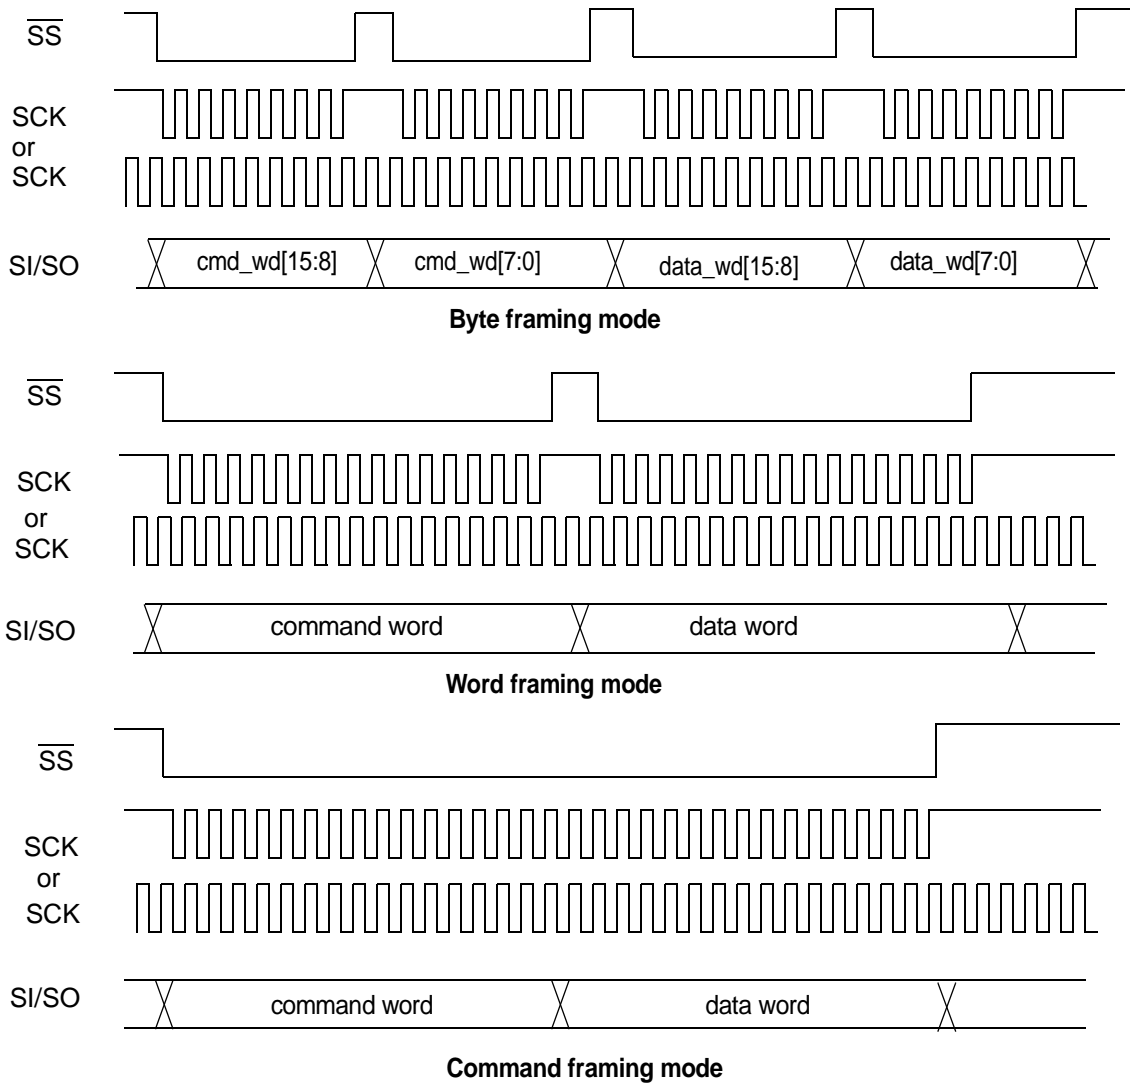 SS
SCK
or
SCK
SI/SO
cmd_wd[15:8] cmd_wd[7:0] data_wd[15:8] data_wd[7:0]
Byte framing mode
SS
SCK
or
SCK
SI/SO
command word data word
Word framing mode
SS
SCK
or
SCK
SI/SO
command word data word
Command framing mode